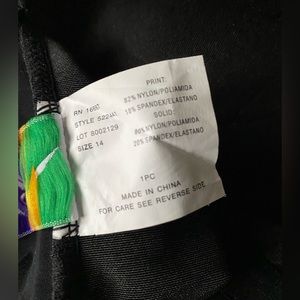 RN
STYLE
LOT 8002129
SIZE 14
PRINT:
82% NYLON/POLIAMIDA
18% SPANDEX/ELASTANO
SOLID:
80% NYLON/POLIAMIDA
20% SPANDEX/ELASTANO
1PC
MADE IN CHINA
FOR CARE SEE REVERSE SIDE.